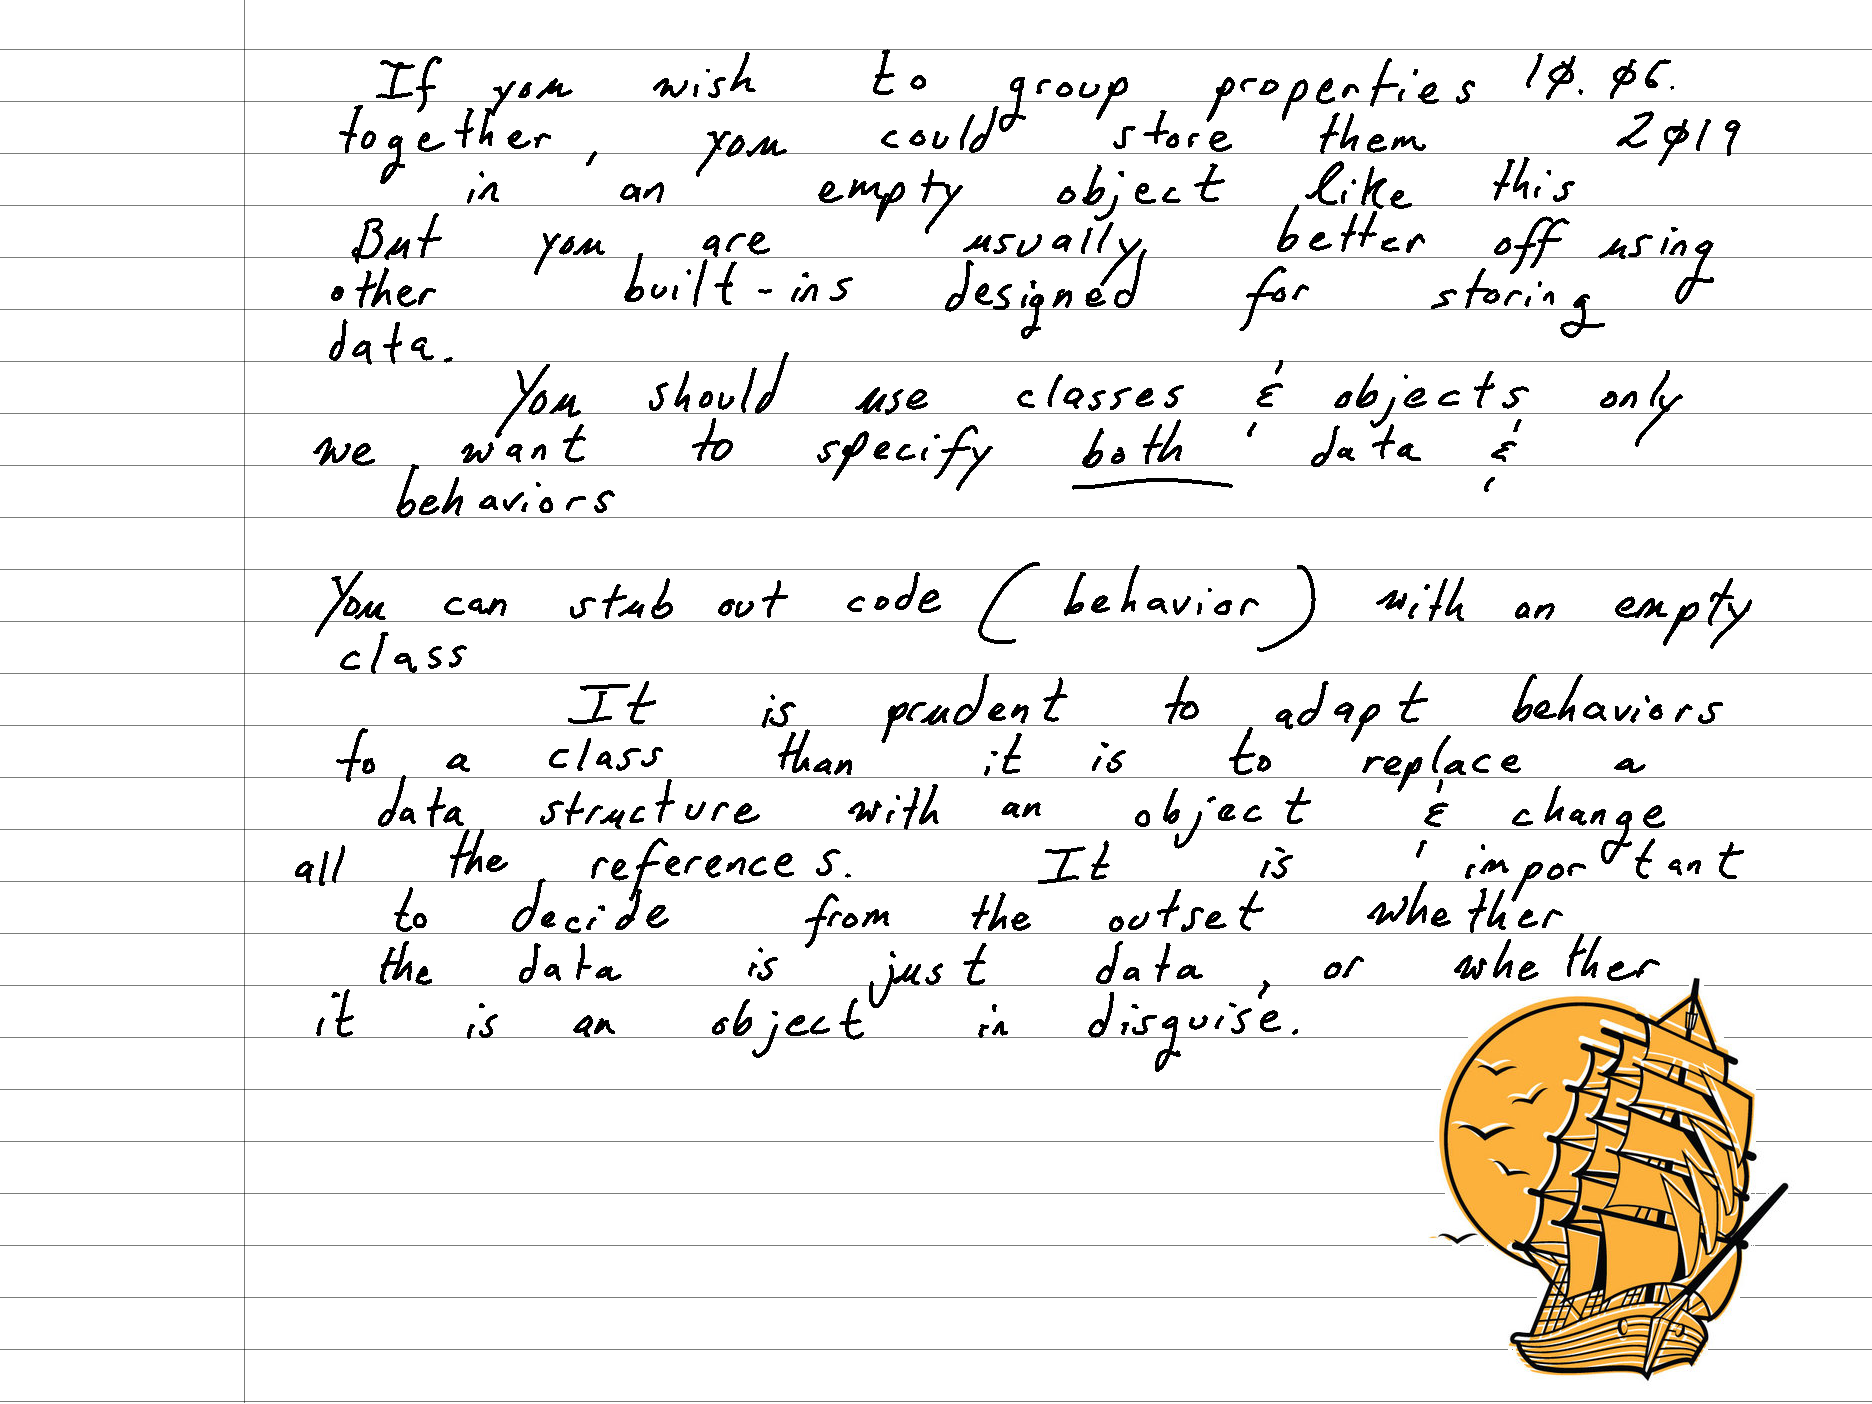 If you wish to group properties 1φ. φ6.
together, you could store them 2φ19
in an empty object like this
But you are usually better off using
other built-ins designed for storing
data.
You should use classes & objects only
we want to specify both data &
behaviors
You can stub out code (behavior) with an empty
class
It is prudent to adapt behaviors
to a class than it is to replace a
data structure with an object & change
all the references. It is important
to decide from the outset whether
the data is just data, or whether
it is an object in disguise.